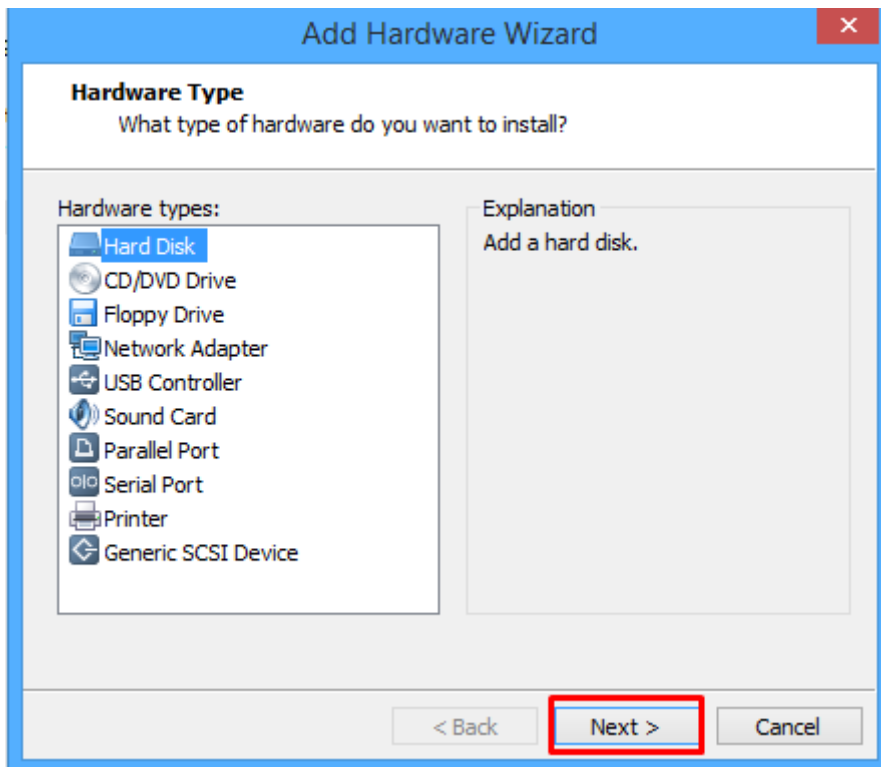 Add Hardware Wizard
Hardware Type
What type of hardware do you want to install?
Hardware types:
Hard Disk
CD/DVD Drive
Floppy Drive
Network Adapter
USB Controller
Sound Card
Parallel Port
Serial Port
Printer
Generic SCSI Device
Explanation
Add a hard disk.
< Back
Next >
Cancel